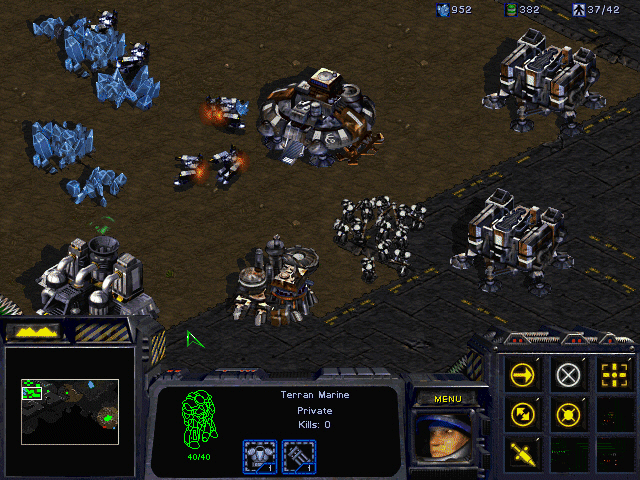 952 382 37/42
Terran Marine
Private
Kills: 0
40/40
1 1
MENU